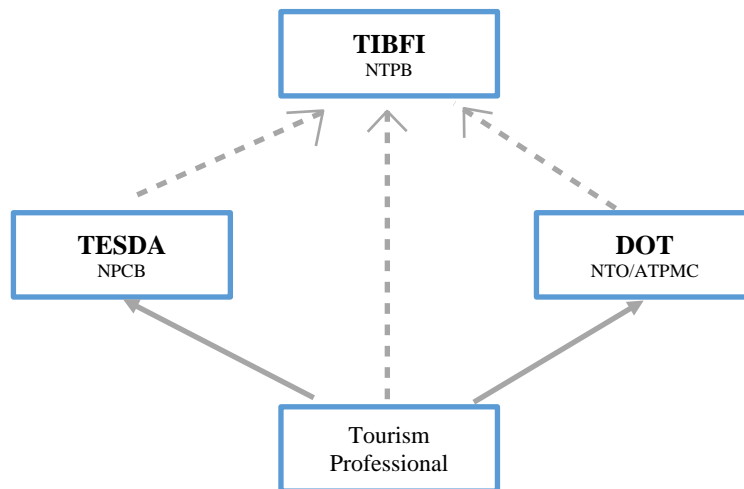 TIBFI
NTPB
TESDA
NPCB
DOT
NTO/ATPMC
Tourism
Professional